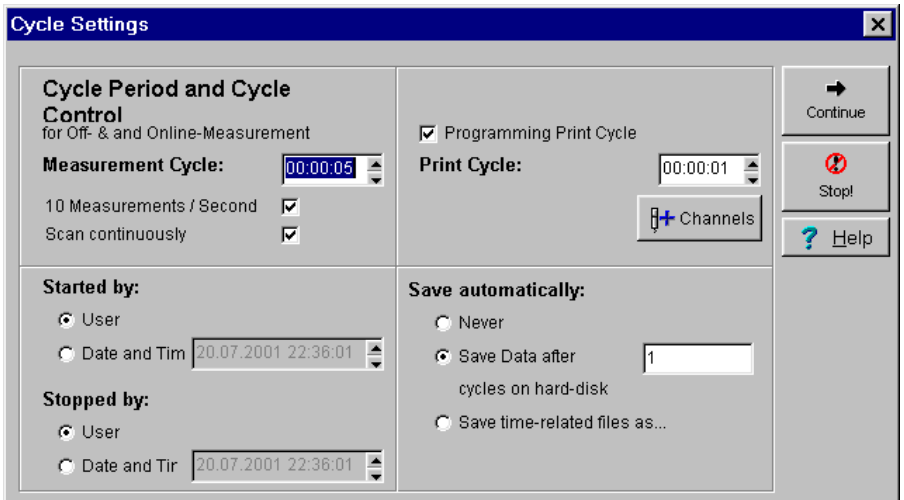 Cycle Settings
Cycle Period and Cycle
Control
for Off- & and Online-Measurement
Measurement Cycle: 00:00:05
10 Measurements / Second
Scan continuously
Programming Print Cycle
Print Cycle: 00:00:01
Channels
Continue
Stop!
Help
Started by:
User
Date and Tim 20.07.2001 22:36:01
Stopped by:
User
Date and Tir 20.07.2001 22:36:01
Save automatically:
Never
Save Data after 1
cycles on hard-disk
Save time-related files as...